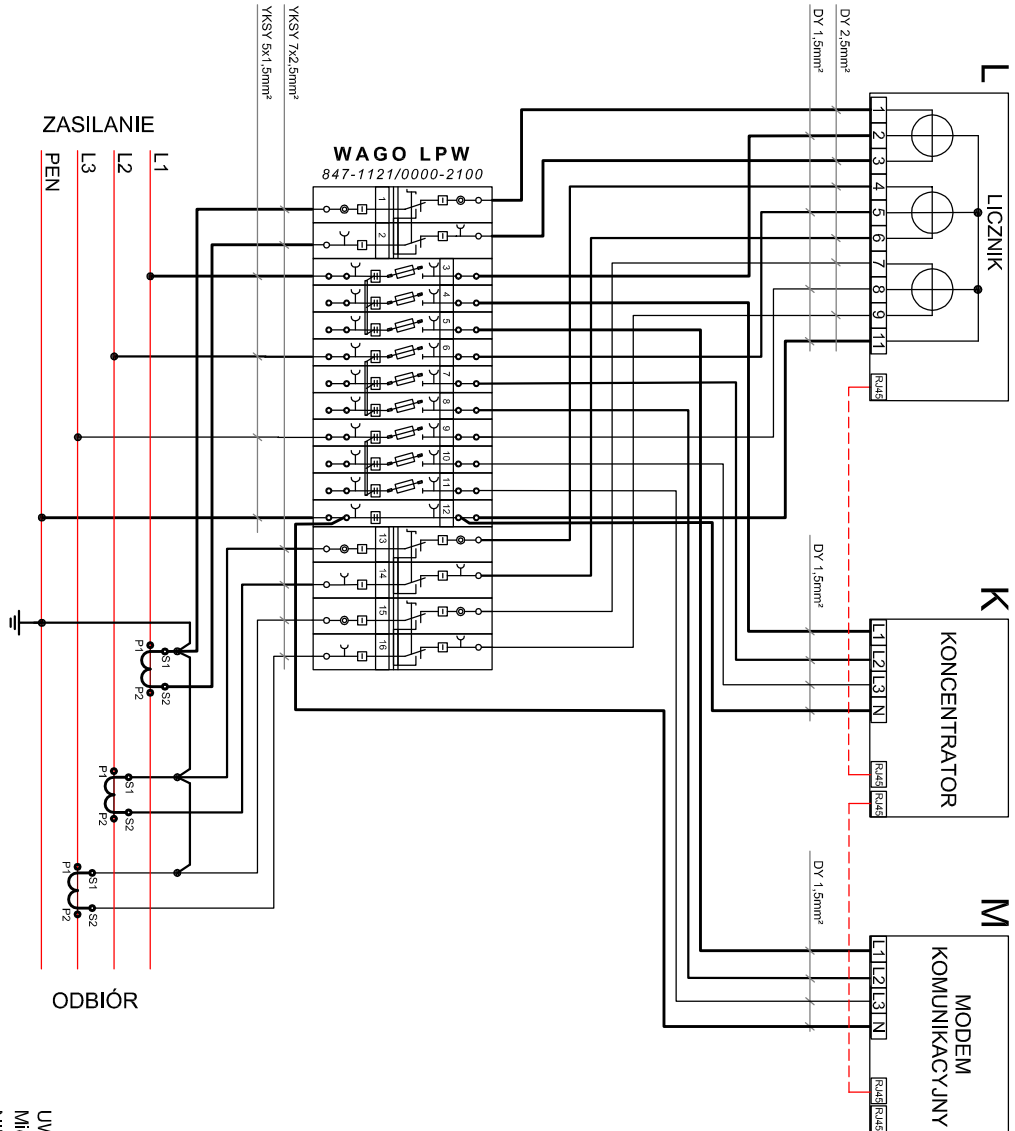 L
LICZNIK
1
2
3
4
5
6
7
8
9
11
RJ45
DY 2,5mm²
DY 1,5mm²
YKSY 7x2,5mm²
YKSY 5x1,5mm²
WAGO LPW
847-1121/0000-2100
1
2
3
4
5
6
7
8
9
10
11
12
13
14
15
16
ZASILANIE
L1
L2
L3
PEN
P1
S1
P2
S2
P1
S1
P2
S2
P1
S1
P2
S2
ODBIÓR
K
KONCENTRATOR
L1
L2
L3
N
RJ45
RJ45
DY 1,5mm²
M
MODEM
KOMUNIKACYJNY
L1
L2
L3
N
RJ45
RJ45
DY 1,5mm²